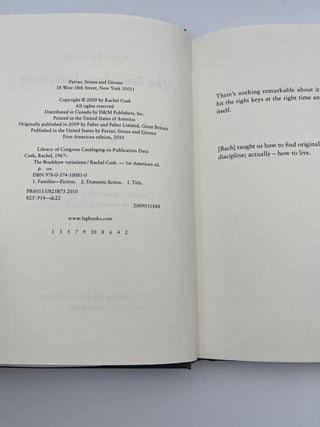 Farrar, Straus and Giroux
18 West 18th Street, New York 10011
Copyright © 2009 by Rachel Cusk
All rights reserved
Distributed in Canada by D&M Publishers, Inc.
Printed in the United States of America
Originally published in 2009 by Faber and Faber Limited, Great Britain
Published in the United States by Farrar, Straus and Giroux
First American edition, 2010
Library of Congress Cataloging-in-Publication Data
Cusk, Rachel, 1967–
The Bradshaw variations / Rachel Cusk. — 1st American ed.
p. cm.
ISBN 978-0-374-10081-0
1. Families—Fiction. 2. Domestic fiction. I. Title.
PR6053.U825B73 2010
823'.914—dc22
2009031888
www.fsgbooks.com
1 3 5 7 9 10 8 6 4 2
There's nothing remarkable about it
hit the right keys at the right time an
itself.
[Bach] taught us how to find original
discipline; actually – how to live.